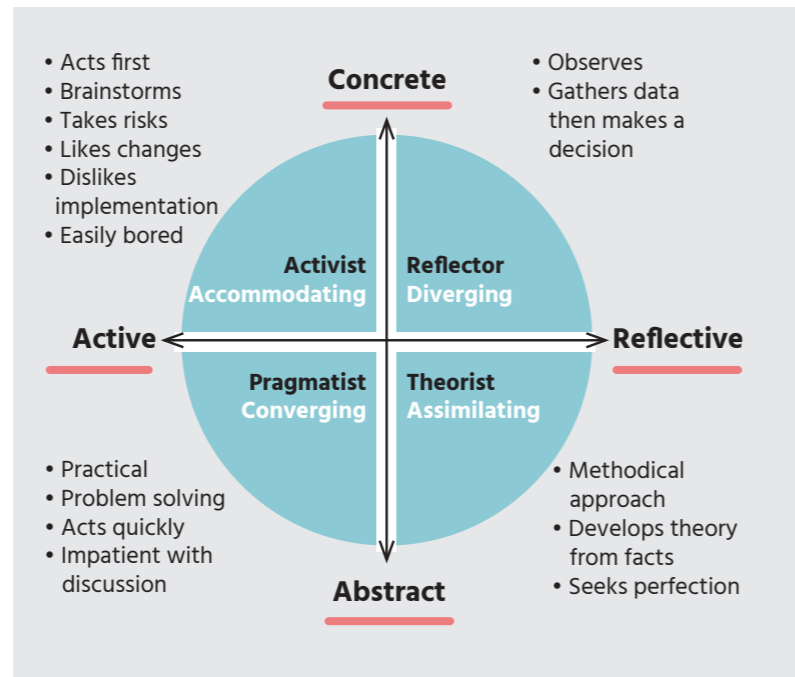 • Acts first
• Brainstorms
• Takes risks
• Likes changes
• Dislikes
implementation
• Easily bored
Concrete
• Observes
• Gathers data
then makes a
decision
Activist
Accommodating
Reflector
Diverging
Active
Reflective
Pragmatist
Converging
Theorist
Assimilating
• Practical
• Problem solving
• Acts quickly
• Impatient with
discussion
Abstract
• Methodical
approach
• Develops theory
from facts
• Seeks perfection